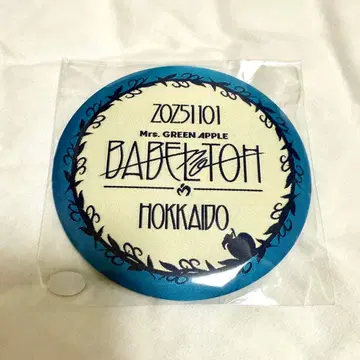 20251101
Mrs. GREEN APPLE
BABEL no TOH
HOKKAIDO